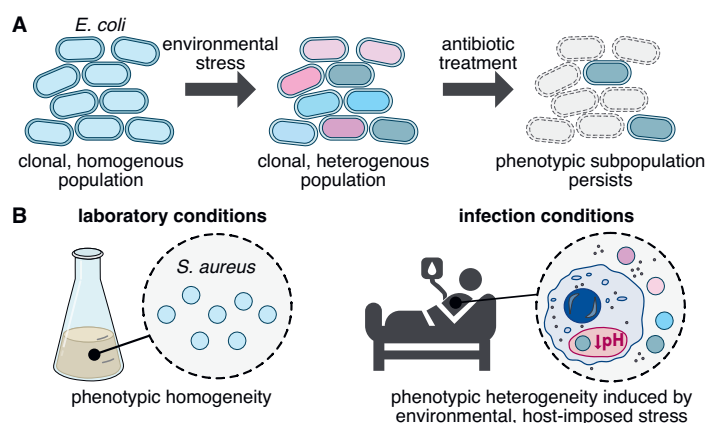 A
E. coli
environmental
stress
antibiotic
treatment
clonal, homogenous
population
clonal, heterogenous
population
phenotypic subpopulation
persists
B
laboratory conditions
infection conditions
S. aureus
↓pH
phenotypic homogeneity
phenotypic heterogeneity induced by
environmental, host-imposed stress